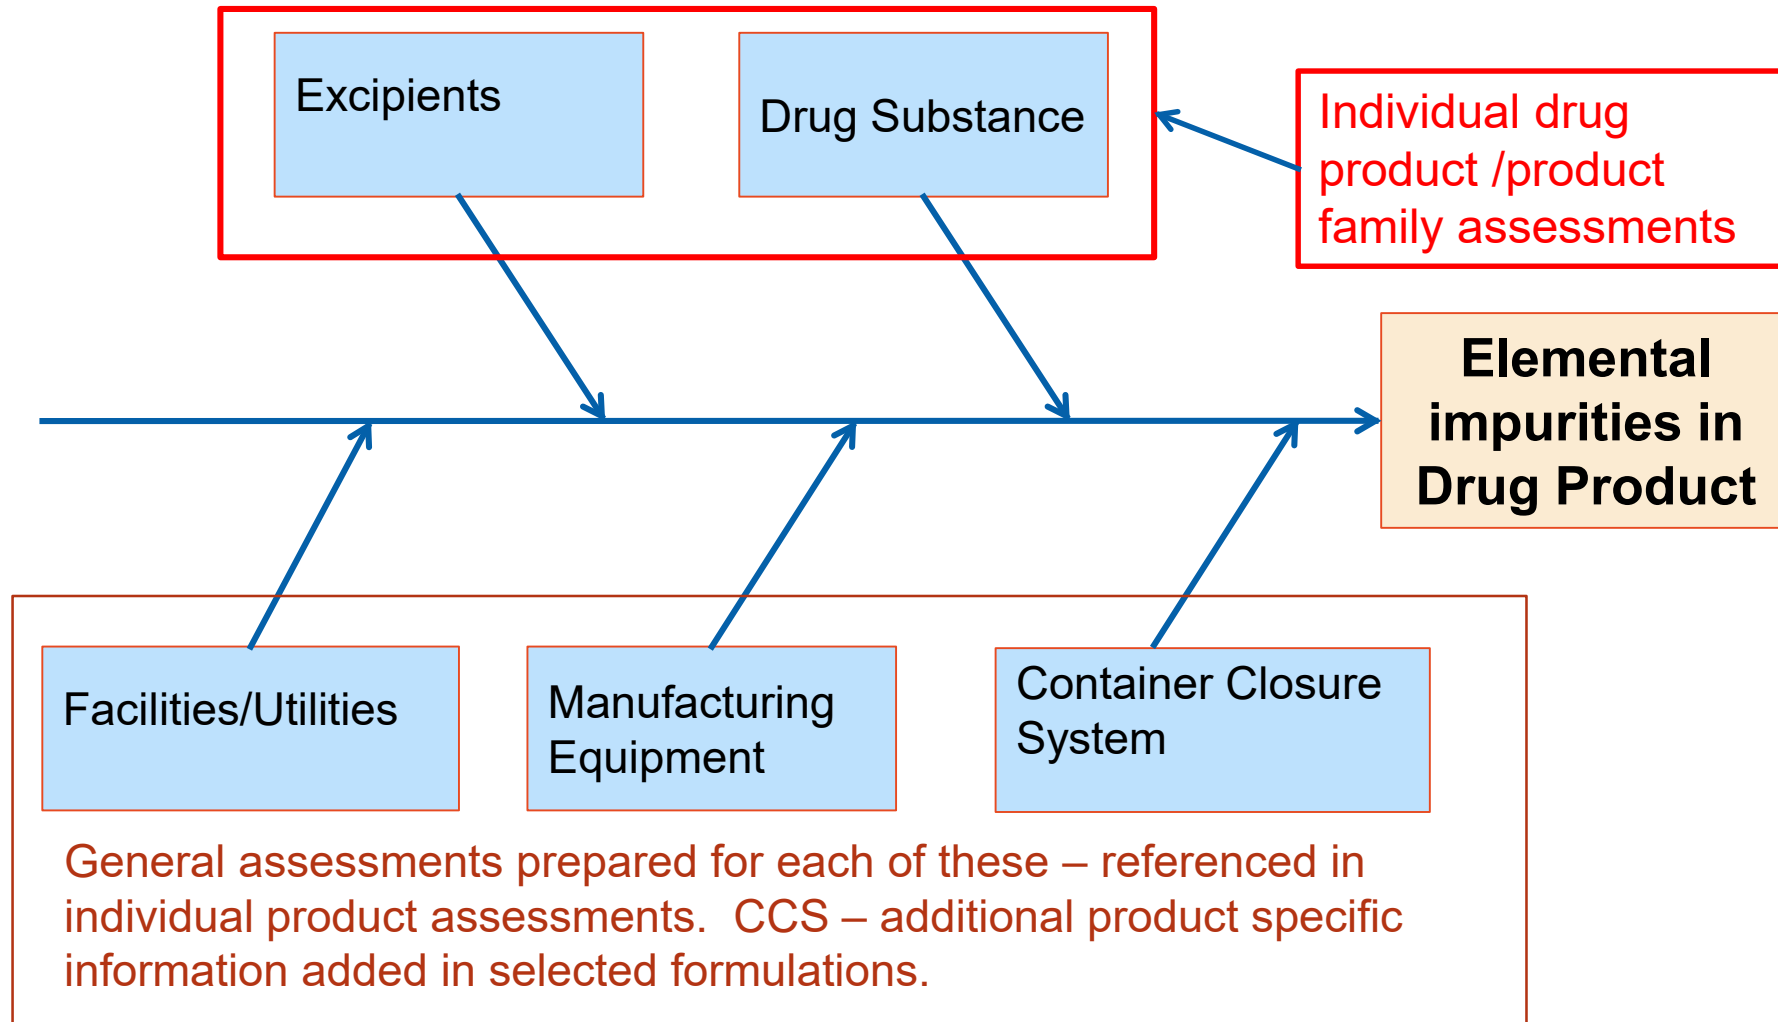 Excipients
Drug Substance
Individual drug
product /product
family assessments
Elemental
impurities in
Drug Product
Facilities/Utilities
Manufacturing
Equipment
Container Closure
System
General assessments prepared for each of these – referenced in
individual product assessments.  CCS – additional product specific
information added in selected formulations.